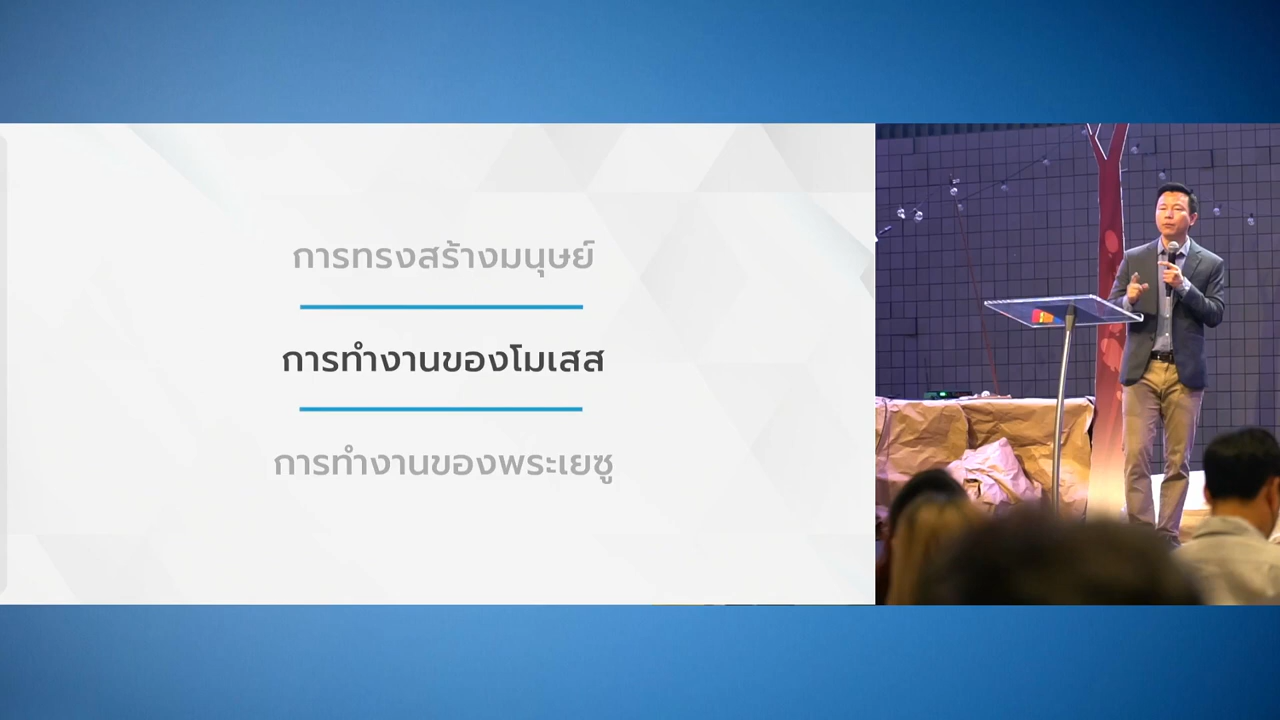 การทรงสร้างมนุษย์
การทำงานของโมเสส
การทำงานของพระเยซู